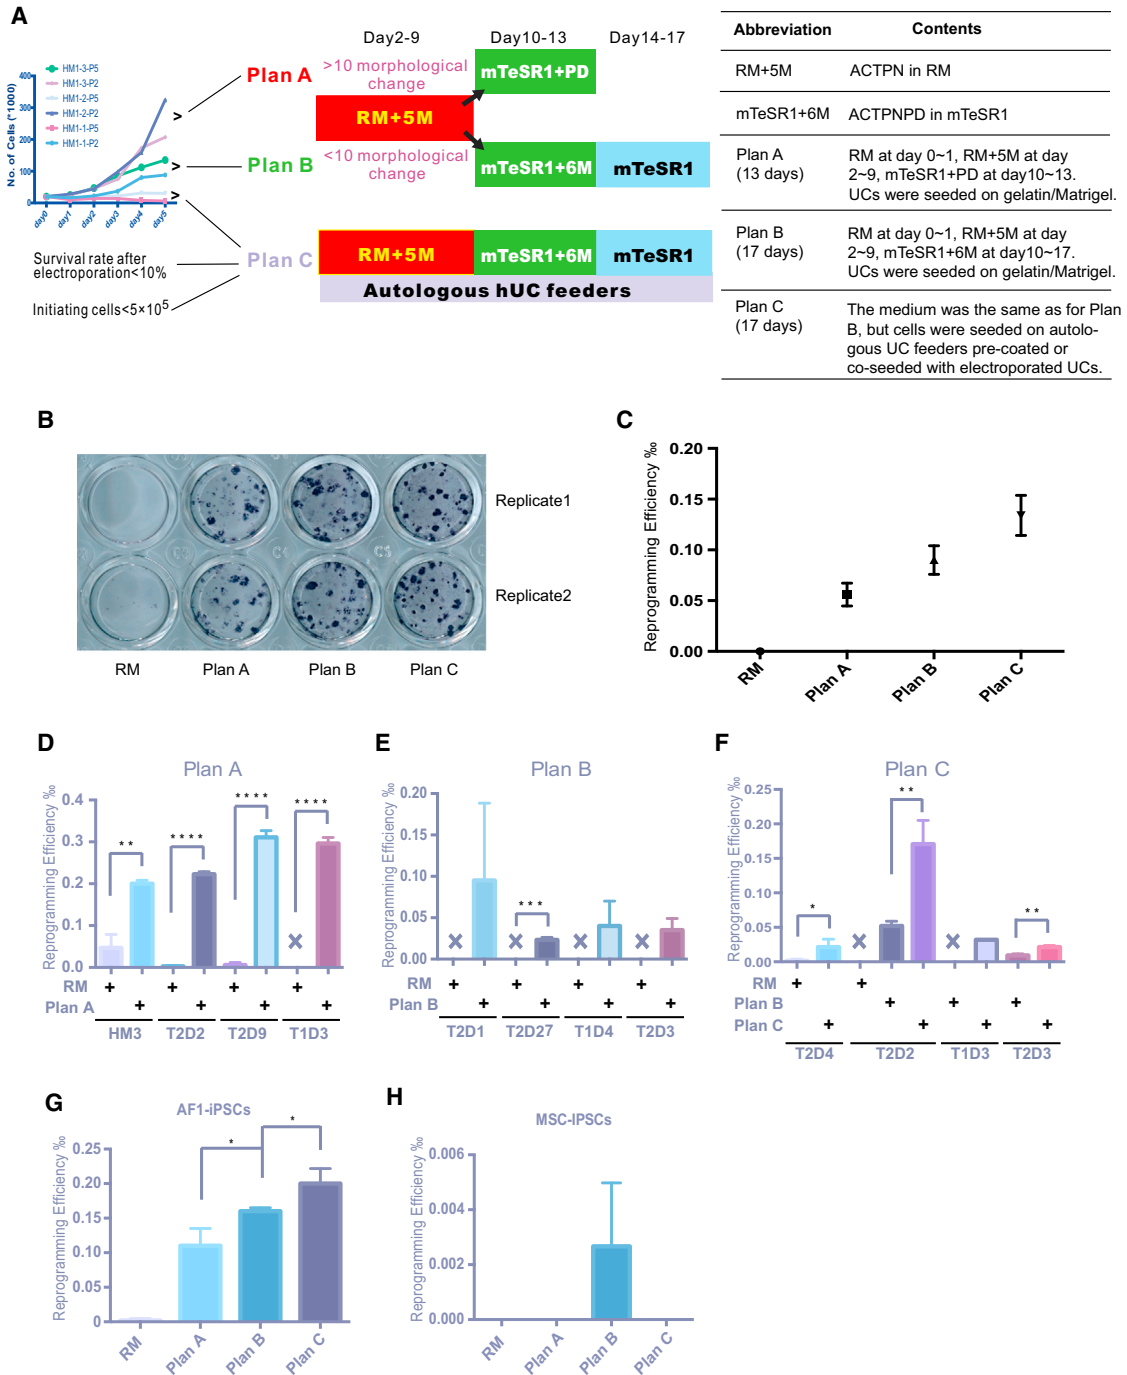 A
Day2-9
Day10-13
Day14-17
No. of Cells (*1000)
400
300
200
100
0
day0
day1
day2
day3
day4
day5
HM1-3-P5
HM1-3-P2
HM1-2-P5
HM1-2-P2
HM1-1-P5
HM1-1-P2
>
>
>
Plan A
>10 morphological
change
mTeSR1+PD
RM+5M
Plan B
<10 morphological
change
mTeSR1+6M
mTeSR1
Survival rate after
electroporation<10%
Initiating cells<5×10⁵
Plan C
RM+5M
mTeSR1+6M
mTeSR1
Autologous hUC feeders
Abbreviation
Contents
RM+5M
ACTPN in RM
mTeSR1+6M
ACTPNPD in mTeSR1
Plan A
(13 days)
RM at day 0~1, RM+5M at day
2~9, mTeSR1+PD at day10~13.
UCs were seeded on gelatin/Matrigel.
Plan B
(17 days)
RM at day 0~1, RM+5M at day
2~9, mTeSR1+6M at day10~17.
UCs were seeded on gelatin/Matrigel.
Plan C
(17 days)
The medium was the same as for Plan
B, but cells were seeded on autolo-
gous UC feeders pre-coated or
co-seeded with electroporated UCs.
B
Replicate1
Replicate2
RM
Plan A
Plan B
Plan C
C
Reprogramming Efficiency ‰
0.20
0.15
0.10
0.05
0.00
RM
Plan A
Plan B
Plan C
D
Plan A
Reprogramming Efficiency ‰
0.4
0.3
0.2
0.1
0.0
**
****
****
****
×
RM + + + +
Plan A + + + +
HM3 T2D2 T2D9 T1D3
E
Plan B
Reprogramming Efficiency ‰
0.20
0.15
0.10
0.05
0.00
***
× × × ×
RM + + + +
Plan B + + + +
T2D1 T2D27 T1D4 T2D3
F
Plan C
Reprogramming Efficiency ‰
0.25
0.20
0.15
0.10
0.05
0.00
*
**
**
× ×
RM + +
Plan B + + +
Plan C + + + +
T2D4 T2D2 T1D3 T2D3
G
AF1-iPSCs
Reprogramming Efficiency ‰
0.25
0.20
0.15
0.10
0.05
0
*
*
RM
Plan A
Plan B
Plan C
H
MSC-IPSCs
Reprogramming Efficiency ‰
0.006
0.004
0.002
0.000
RM
Plan A
Plan B
Plan C